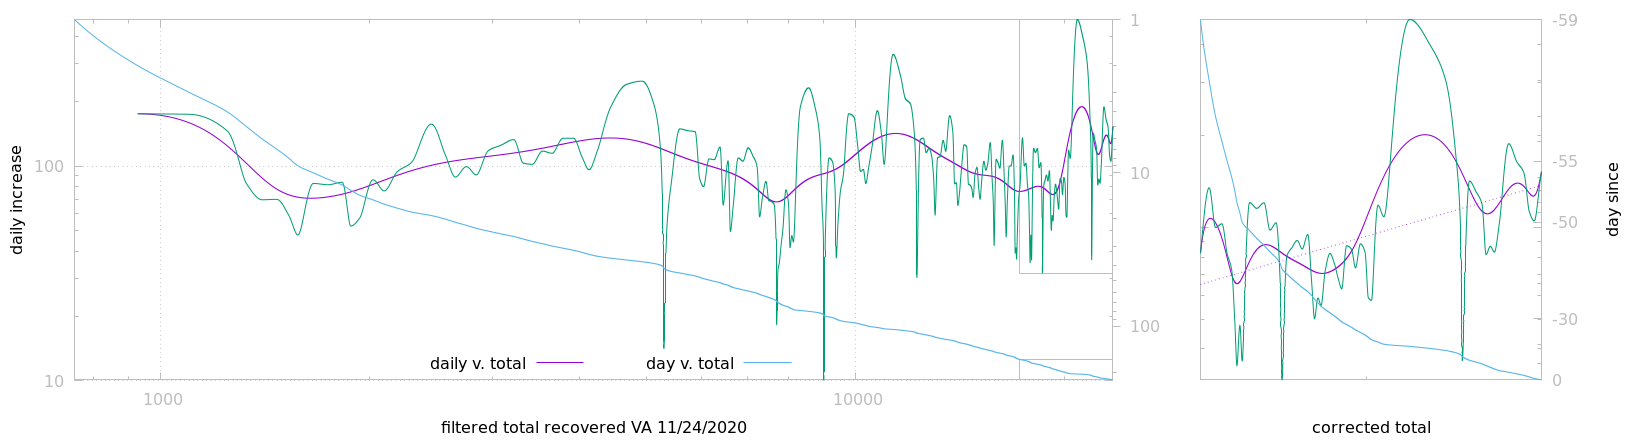 daily increase
100
10
1000
10000
1
10
100
daily v. total
day v. total
filtered total recovered VA 11/24/2020
-59
-55
-50
-30
0
day since
corrected total